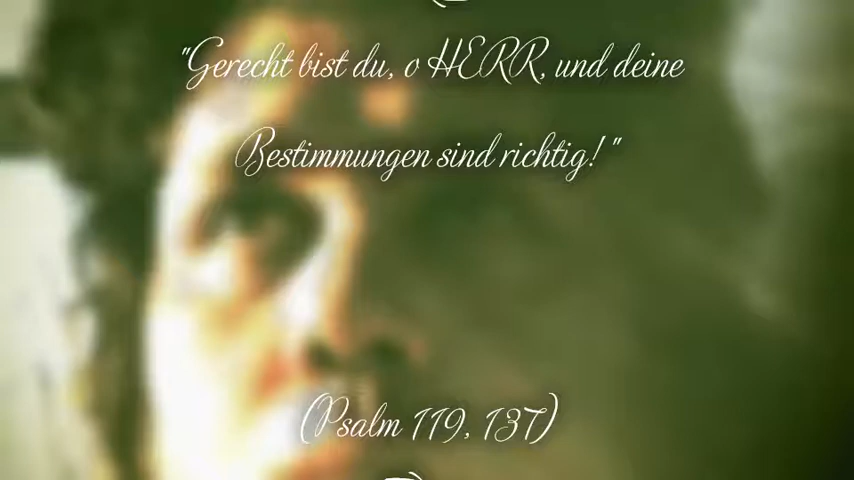 "Gerecht bist du, o HERR, und deine
Bestimmungen sind richtig! "
(Psalm 119, 137)